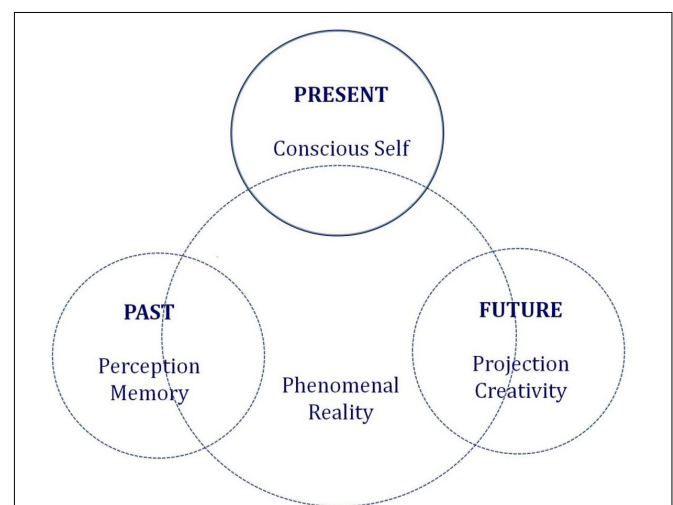 PRESENT
Conscious Self
PAST
Perception
Memory
FUTURE
Projection
Creativity
Phenomenal
Reality